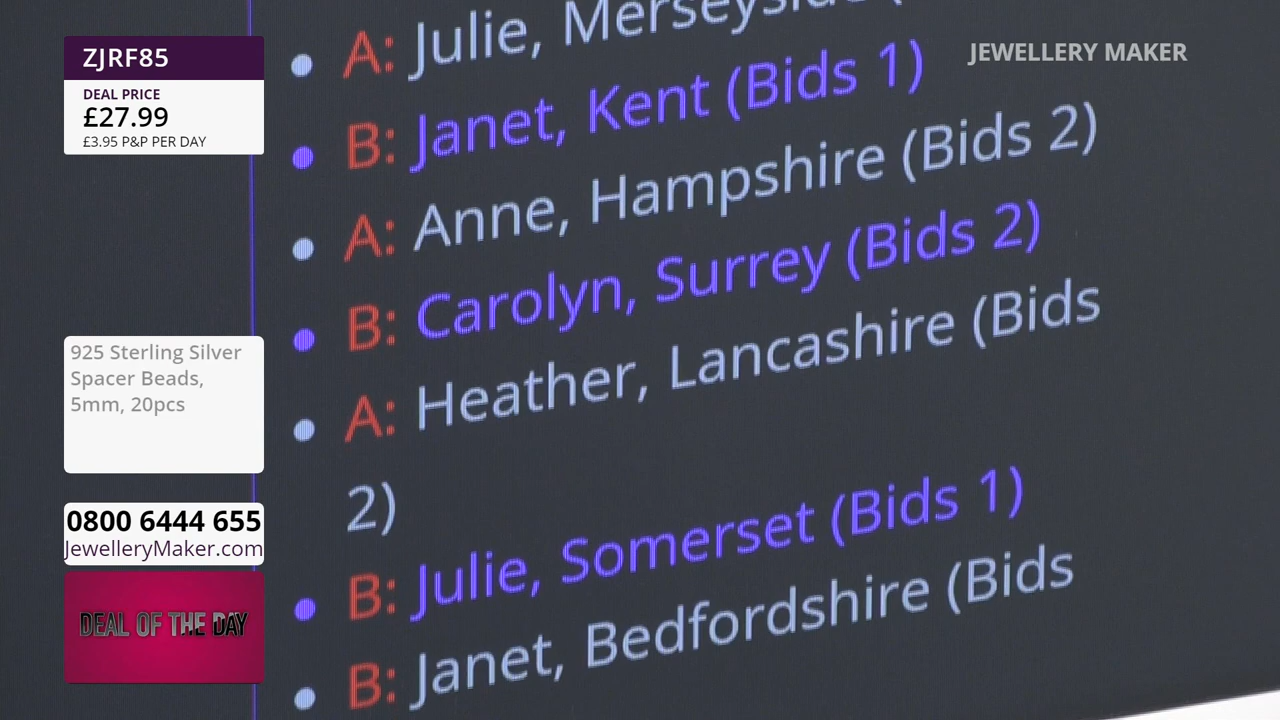 ZJRF85
DEAL PRICE
£27.99
£3.95 P&P PER DAY
925 Sterling Silver
Spacer Beads,
5mm, 20pcs
0800 6444 655
JewelleryMaker.com
DEAL OF THE DAY
JEWELLERY MAKER
A: Julie, Merseyside (
B: Janet, Kent (Bids 1)
A: Anne, Hampshire (Bids 2)
B: Carolyn, Surrey (Bids 2)
A: Heather, Lancashire (Bids
2)
B: Julie, Somerset (Bids 1)
B: Janet, Bedfordshire (Bids